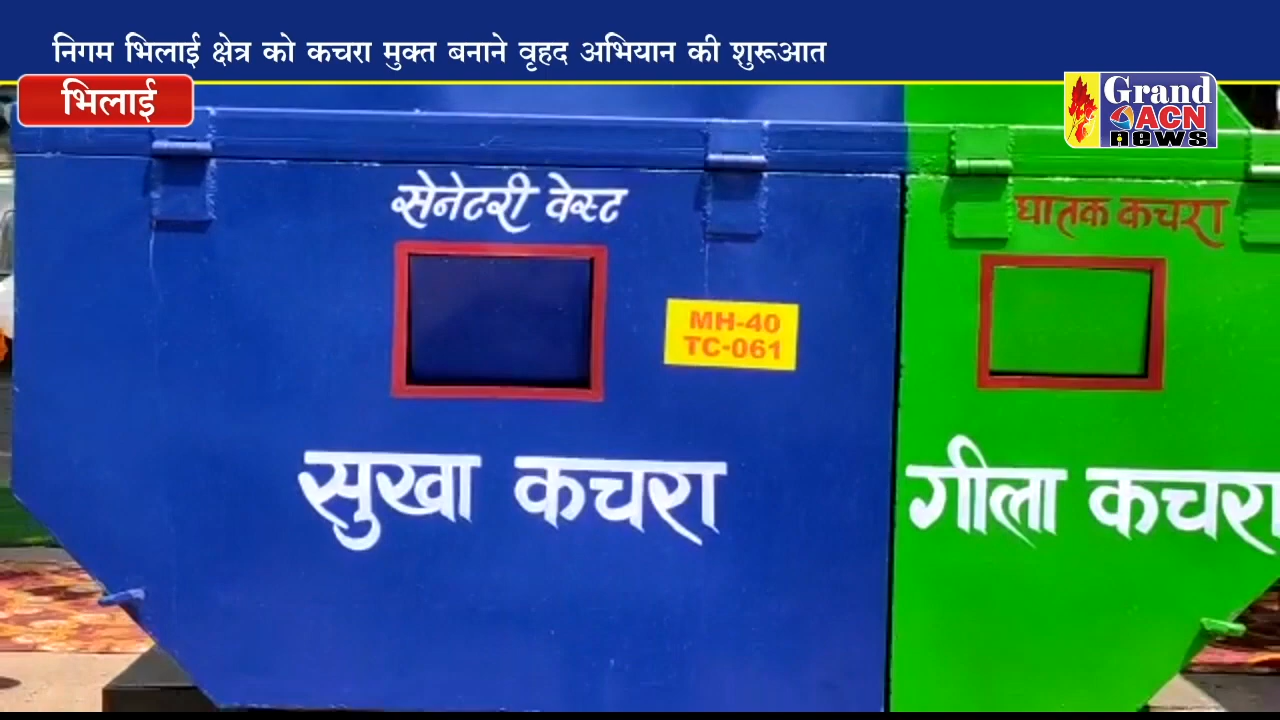 निगम भिलाई क्षेत्र को कचरा मुक्त बनाने वृहद अभियान की शुरूआत
भिलाई
Grand
ACN
news
सेनेटरी वेस्ट
घातक कचरा
MH-40
TC-061
सुखा कचरा
गीला कचरा